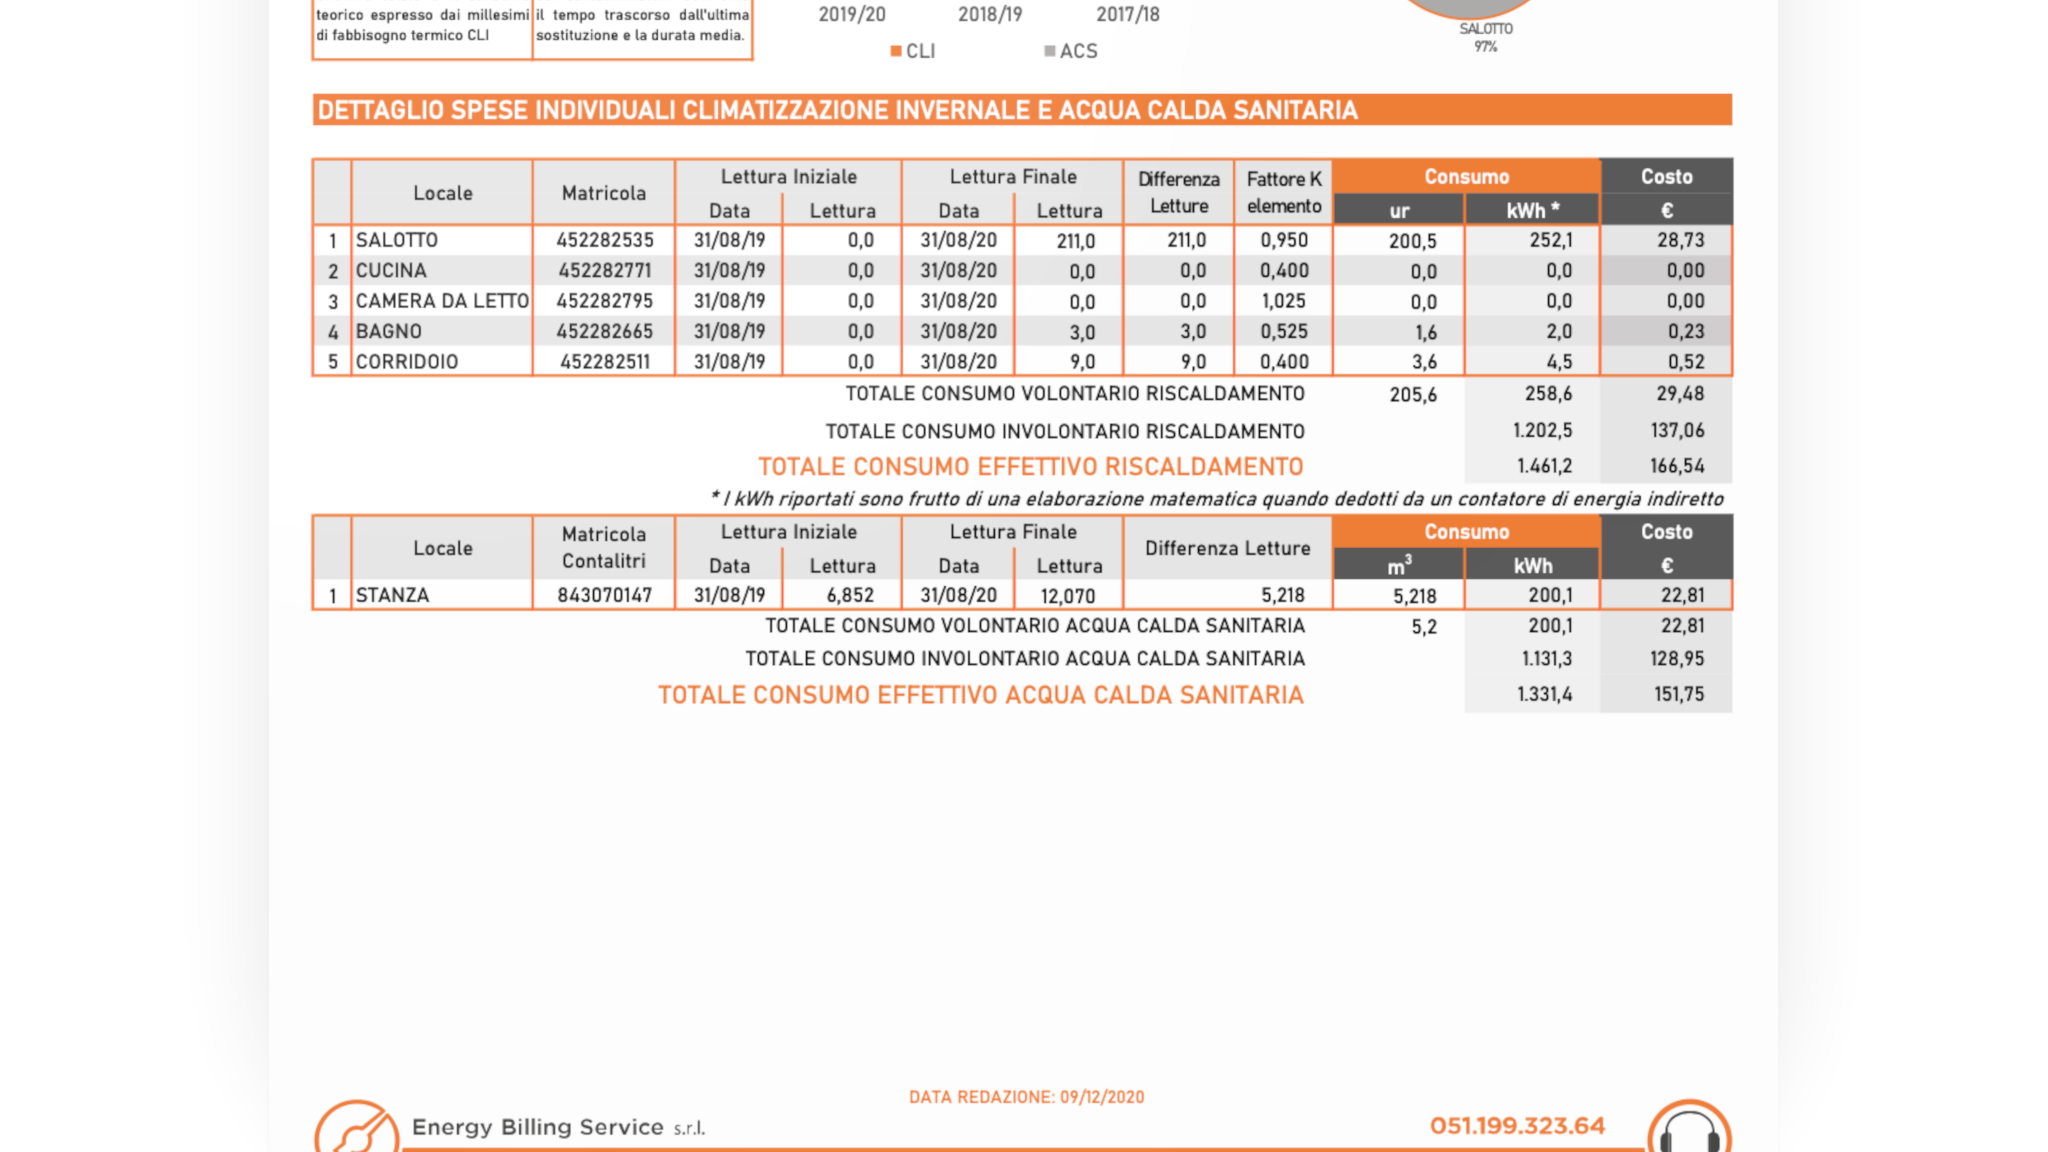 teorico espresso dai millesimi
di fabbisogno termico CLI
il tempo trascorso dall'ultima
sostituzione e la durata media.
2019/20 2018/19 2017/18
CLI ACS
SALOTTO
97%
DETTAGLIO SPESE INDIVIDUALI CLIMATIZZAZIONE INVERNALE E ACQUA CALDA SANITARIA
Locale Matricola Lettura Iniziale Lettura Finale Differenza Letture Fattore K elemento Consumo Costo
Data Lettura Data Lettura ur kWh * €
1 SALOTTO 452282535 31/08/19 0,0 31/08/20 211,0 211,0 0,950 200,5 252,1 28,73
2 CUCINA 452282771 31/08/19 0,0 31/08/20 0,0 0,0 0,400 0,0 0,0 0,00
3 CAMERA DA LETTO 452282795 31/08/19 0,0 31/08/20 0,0 0,0 1,025 0,0 0,0 0,00
4 BAGNO 452282665 31/08/19 0,0 31/08/20 3,0 3,0 0,525 1,6 2,0 0,23
5 CORRIDOIO 452282511 31/08/19 0,0 31/08/20 9,0 9,0 0,400 3,6 4,5 0,52
TOTALE CONSUMO VOLONTARIO RISCALDAMENTO 205,6 258,6 29,48
TOTALE CONSUMO INVOLONTARIO RISCALDAMENTO 1.202,5 137,06
TOTALE CONSUMO EFFETTIVO RISCALDAMENTO 1.461,2 166,54
* I kWh riportati sono frutto di una elaborazione matematica quando dedotti da un contatore di energia indiretto
Locale Matricola Contalitri Lettura Iniziale Lettura Finale Differenza Letture Consumo Costo
Data Lettura Data Lettura m³ kWh €
1 STANZA 843070147 31/08/19 6,852 31/08/20 12,070 5,218 5,218 200,1 22,81
TOTALE CONSUMO VOLONTARIO ACQUA CALDA SANITARIA 5,2 200,1 22,81
TOTALE CONSUMO INVOLONTARIO ACQUA CALDA SANITARIA 1.131,3 128,95
TOTALE CONSUMO EFFETTIVO ACQUA CALDA SANITARIA 1.331,4 151,75
DATA REDAZIONE: 09/12/2020
Energy Billing Service s.r.l.
051.199.323.64